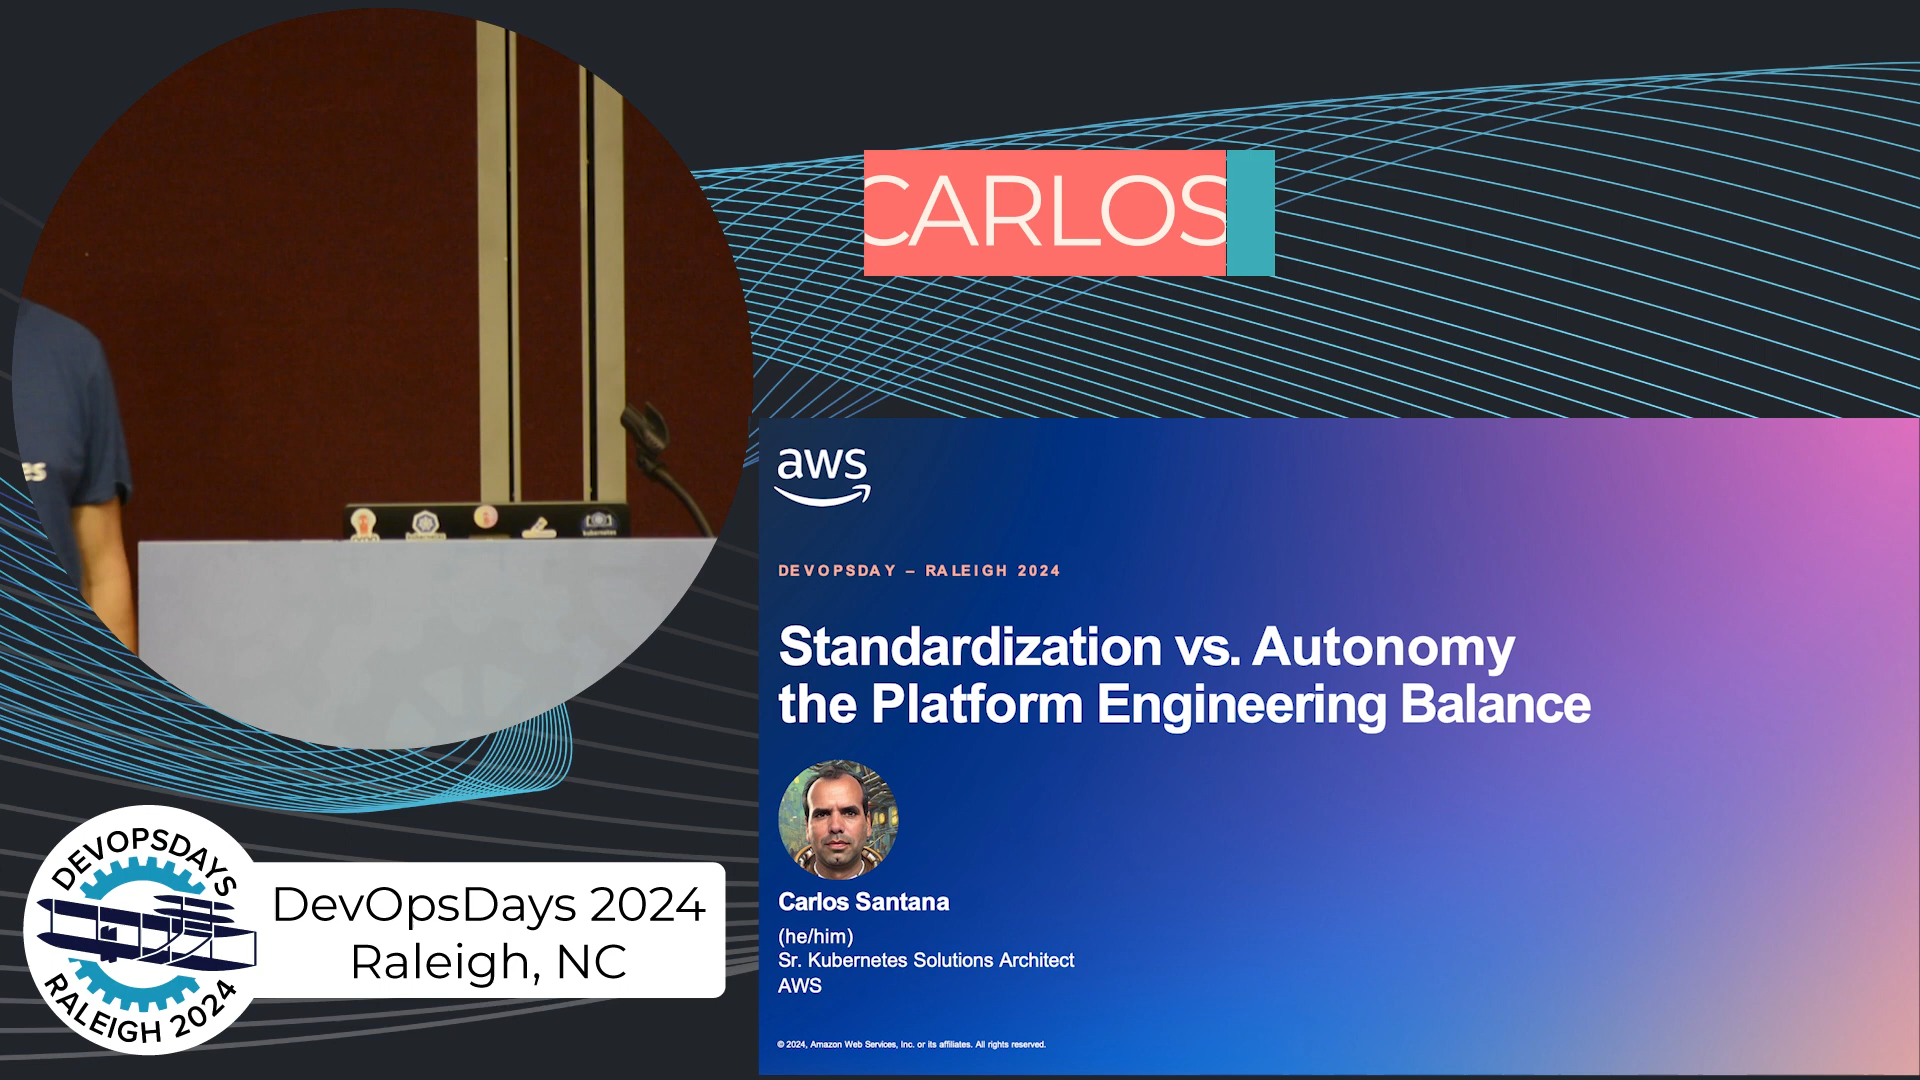 CARLOS
es
kubernetes
aws
DEVOPSDAY – RALEIGH 2024
Standardization vs. Autonomy
the Platform Engineering Balance
Carlos Santana
(he/him)
Sr. Kubernetes Solutions Architect
AWS
© 2024, Amazon Web Services, Inc. or its affiliates. All rights reserved.
DEVOPSDAYS
RALEIGH 2024
DevOpsDays 2024
Raleigh, NC